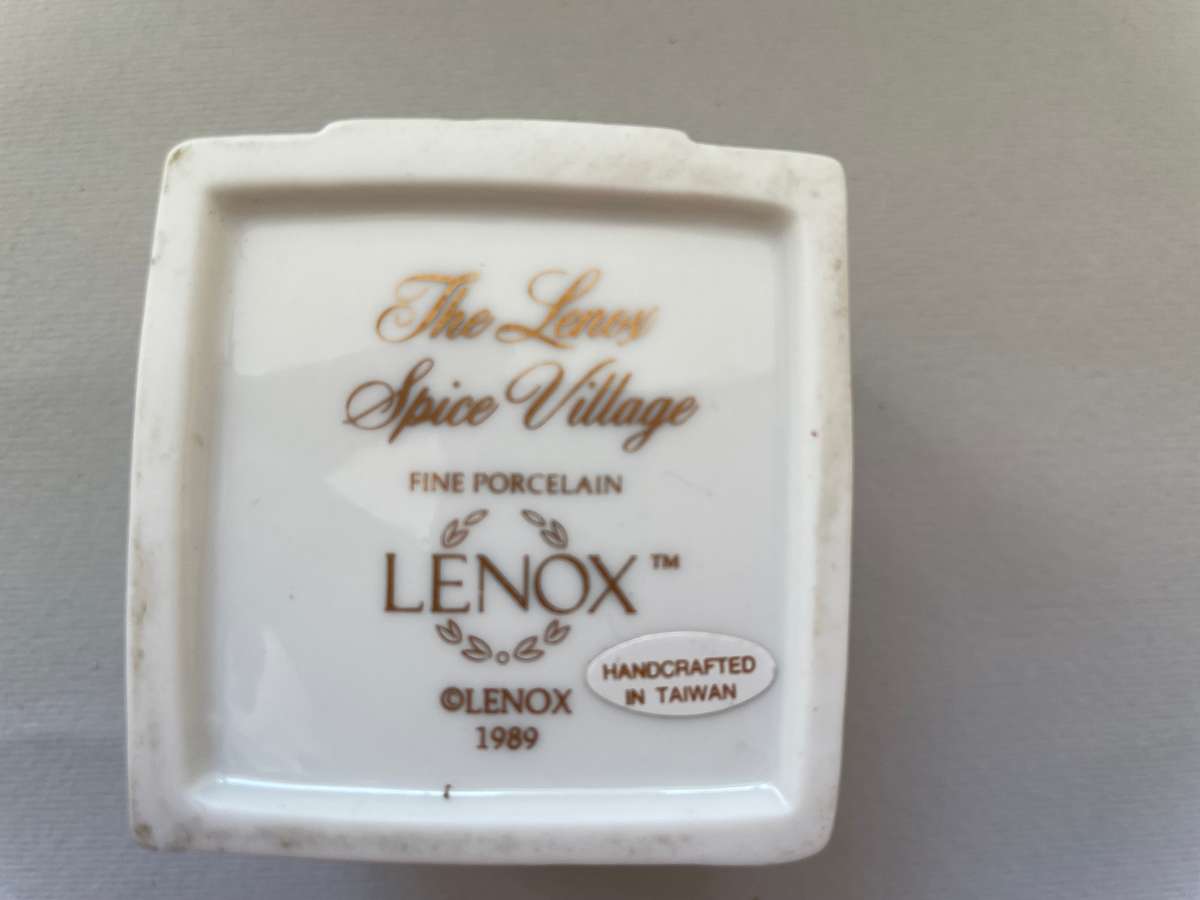 The Lenox
Spice Village
FINE PORCELAIN
LENOX™
©LENOX
1989
HANDCRAFTED
IN TAIWAN